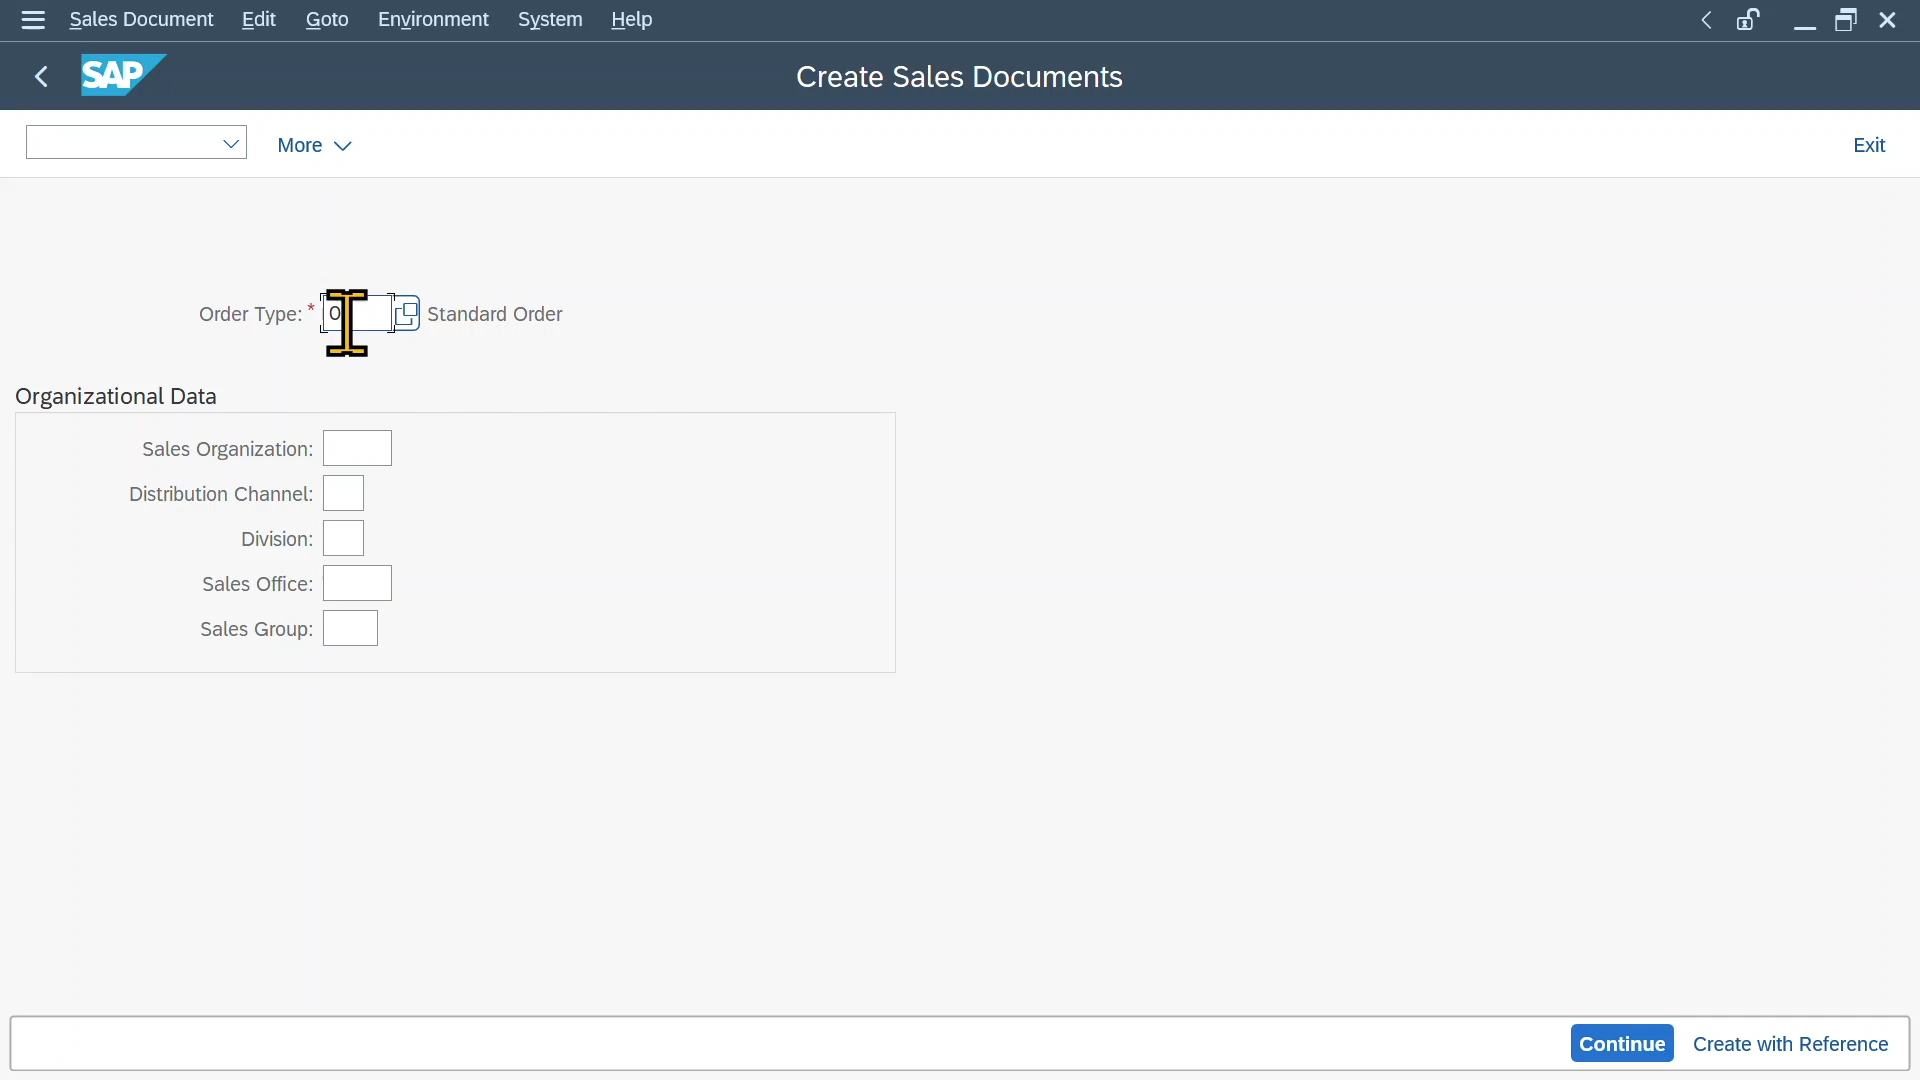 Sales Document Edit Goto Environment System Help
SAP Create Sales Documents
More Exit
Order Type: * Standard Order
Organizational Data
Sales Organization:
Distribution Channel:
Division:
Sales Office:
Sales Group:
Continue Create with Reference